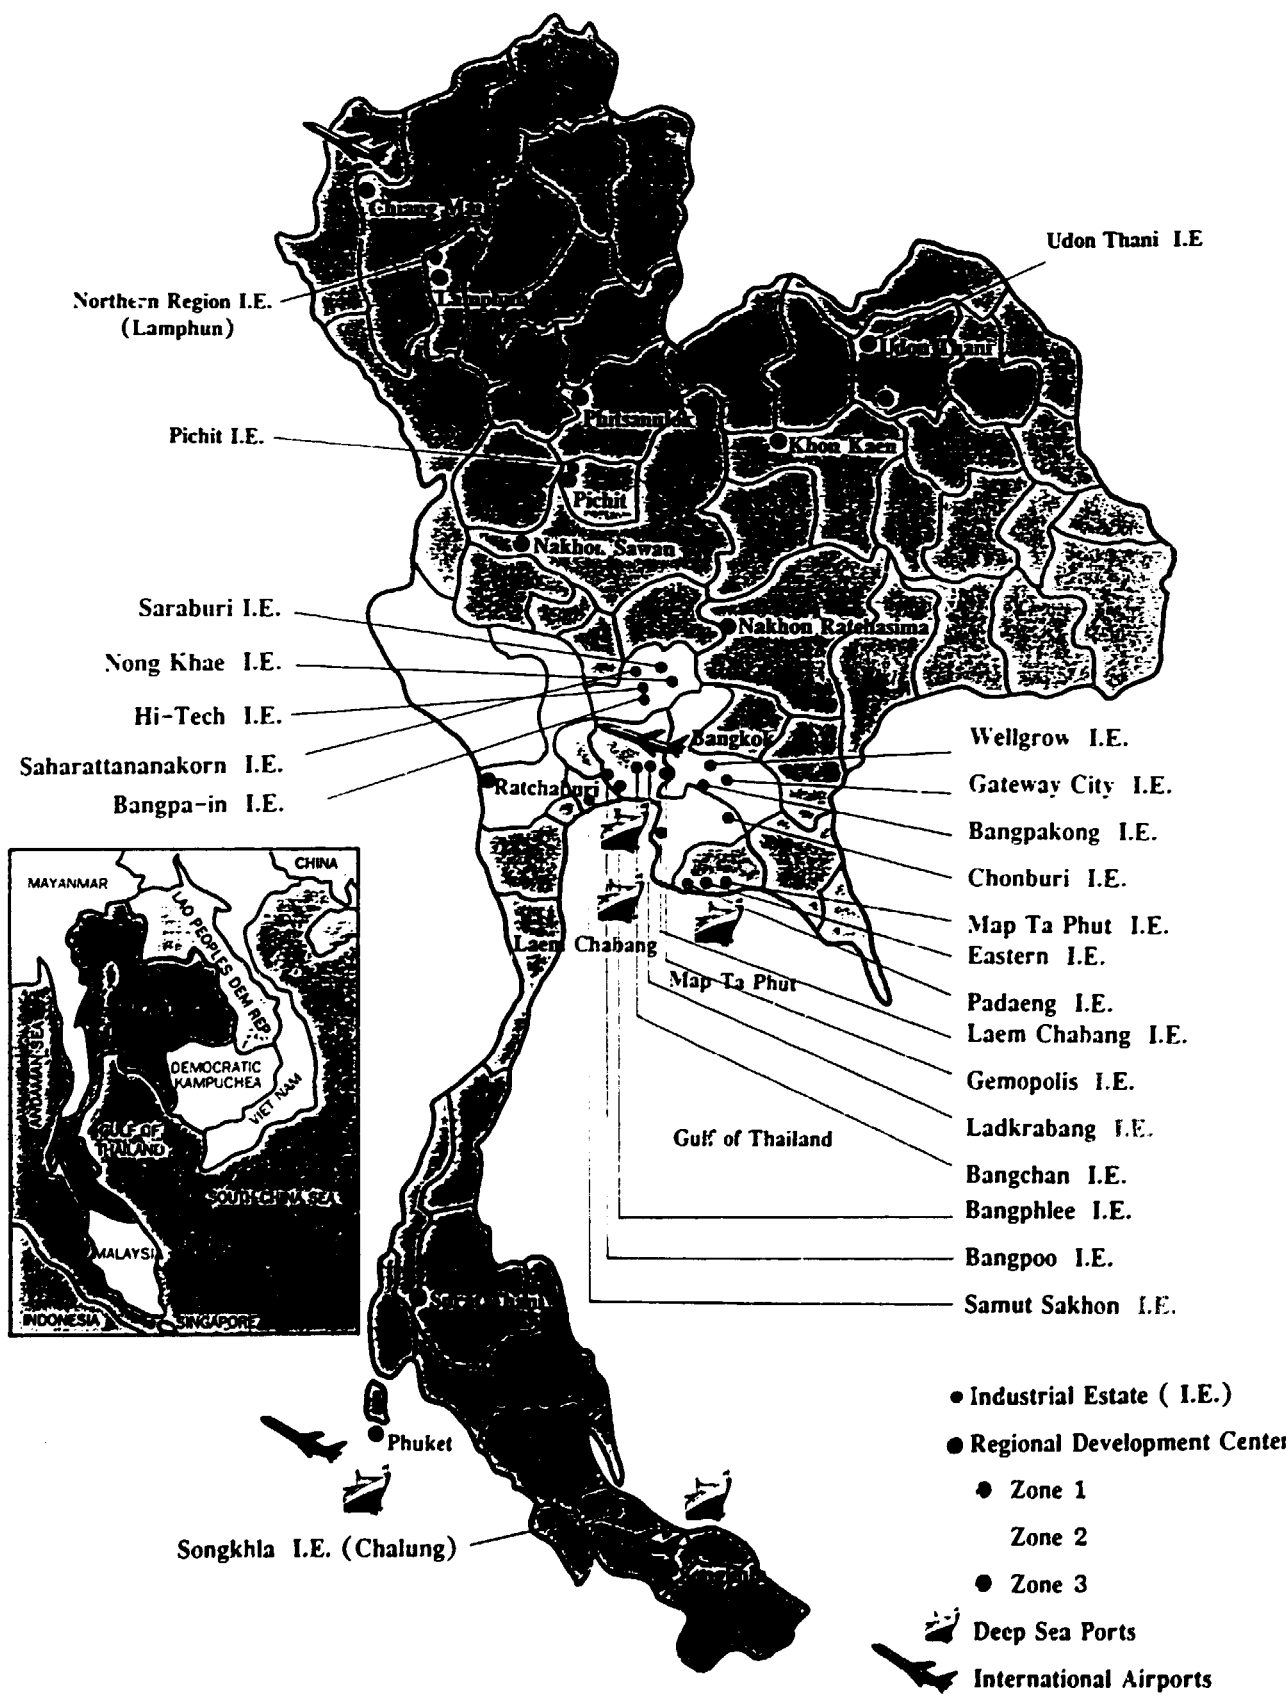 Udon Thani I.E
Chiang Mai
Northern Region I.E.
(Lamphun)
Lamphun
Udon Thani
Phitsanulok
Pichit I.E.
Khon Kaen
Pichit
Nakhon Sawan
Saraburi I.E.
Nakhon Ratchasima
Nong Khae I.E.
Hi-Tech I.E.
Saharattananakorn I.E.
Bangpa-in I.E.
Bangkok
Ratchaburi
Wellgrow I.E.
Gateway City I.E.
Bangpakong I.E.
Chonburi I.E.
Map Ta Phut I.E.
Eastern I.E.
Padaeng I.E.
Laem Chabang I.E.
Gemopolis I.E.
Ladkrabang I.E.
Bangchan I.E.
Bangphlee I.E.
Bangpoo I.E.
Samut Sakhon I.E.
Laem Chabang
Map Ta Phut
Gulf of Thailand
CHINA
MAYANMAR
LAO PEOPLES DEM REP.
ANDAMAN SEA
DEMOCRATIC
KAMPUCHEA
VIET NAM
GULF OF
THAILAND
SOUTH CHINA SEA
MALAYSIA
INDONESIA
SINGAPORE
Phuket
Songkhla I.E. (Chalung)
Industrial Estate ( I.E.)
Regional Development Center
Zone 1
Zone 2
Zone 3
Deep Sea Ports
International Airports